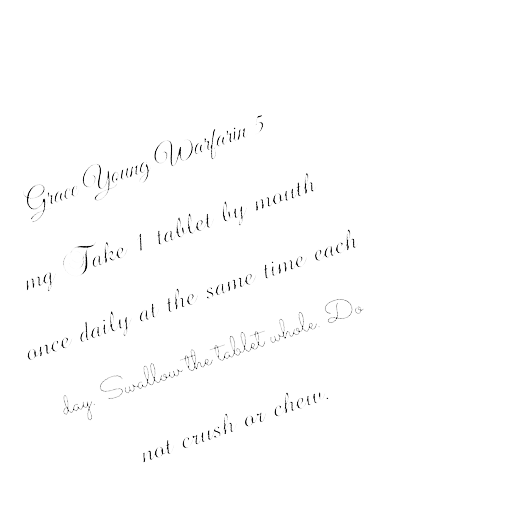 Grace Young Warfarin 5
mg Take 1 tablet by mouth
once daily at the same time each
day. Swallow the tablet whole. Do
not crush or chew.